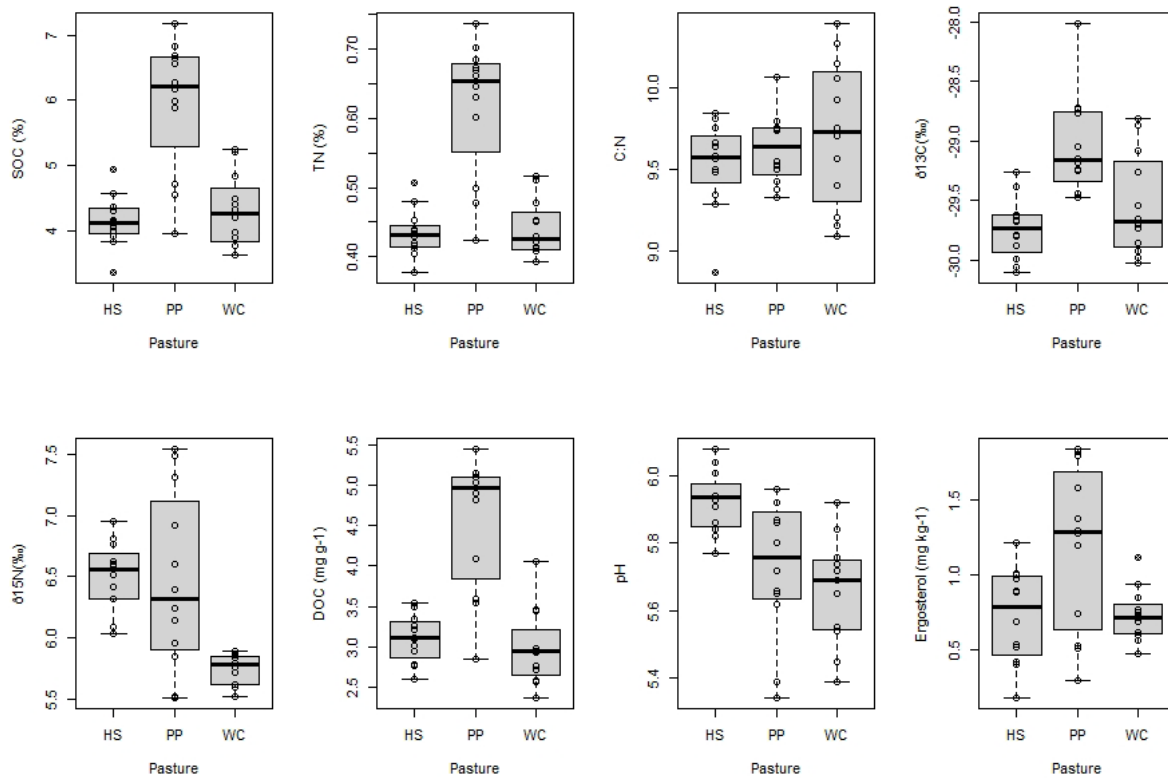 SOC (%)
7
6
5
4
HS PP WC
Pasture
TN (%)
0.70
0.60
0.50
0.40
HS PP WC
Pasture
C:N
10.0
9.5
9.0
HS PP WC
Pasture
δ13C(‰)
-28.0
-28.5
-29.0
-29.5
-30.0
HS PP WC
Pasture
δ15N(‰)
7.5
7.0
6.5
6.0
5.5
HS PP WC
Pasture
DOC (mg g-1)
5.5
5.0
4.5
4.0
3.5
3.0
2.5
HS PP WC
Pasture
pH
6.0
5.8
5.6
5.4
HS PP WC
Pasture
Ergosterol (mg kg-1)
1.5
1.0
0.5
HS PP WC
Pasture